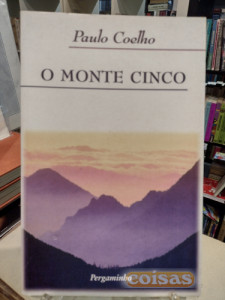 Paulo Coelho
O MONTE CINCO
Pergaminho
coisas